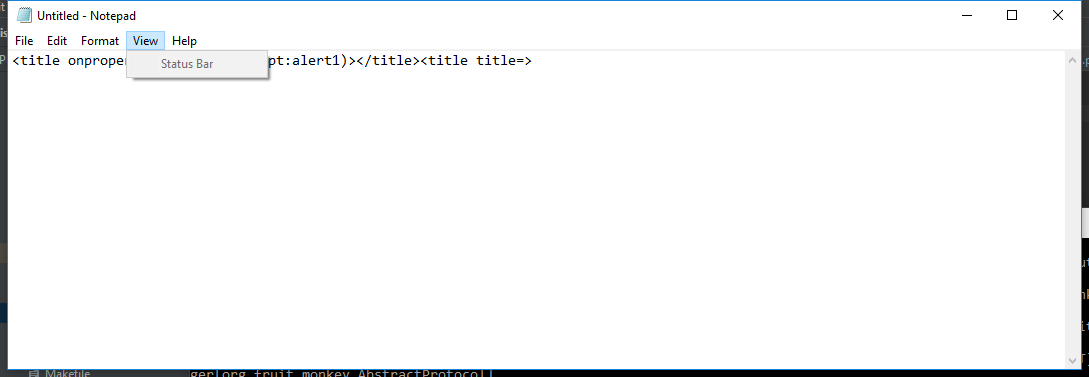 Untitled - Notepad
File Edit Format View Help
Status Bar
<title onproper pt:alert1)></title><title title=>
Makefile
ger[org.fruit.monkey.AbstractProtocol]